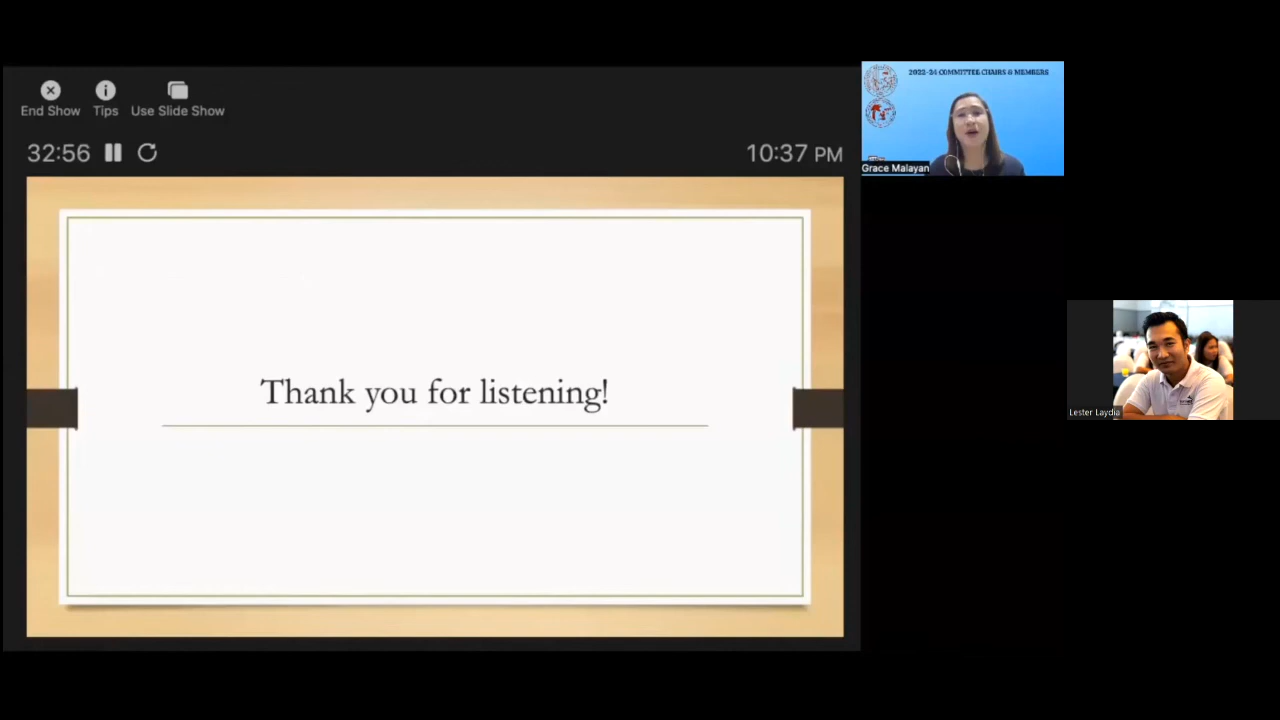 End Show Tips Use Slide Show
32:56
10:37 PM
Thank you for listening!
2022-24 COMMITTEE CHAIRS & MEMBERS
Grace Malayan
Lester Laydia